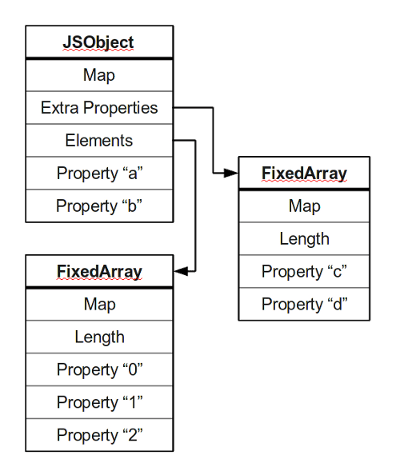 JSObject
Map
Extra Properties
Elements
Property “a”
Property “b”
FixedArray
Map
Length
Property “c”
Property “d”
FixedArray
Map
Length
Property “0”
Property “1”
Property “2”